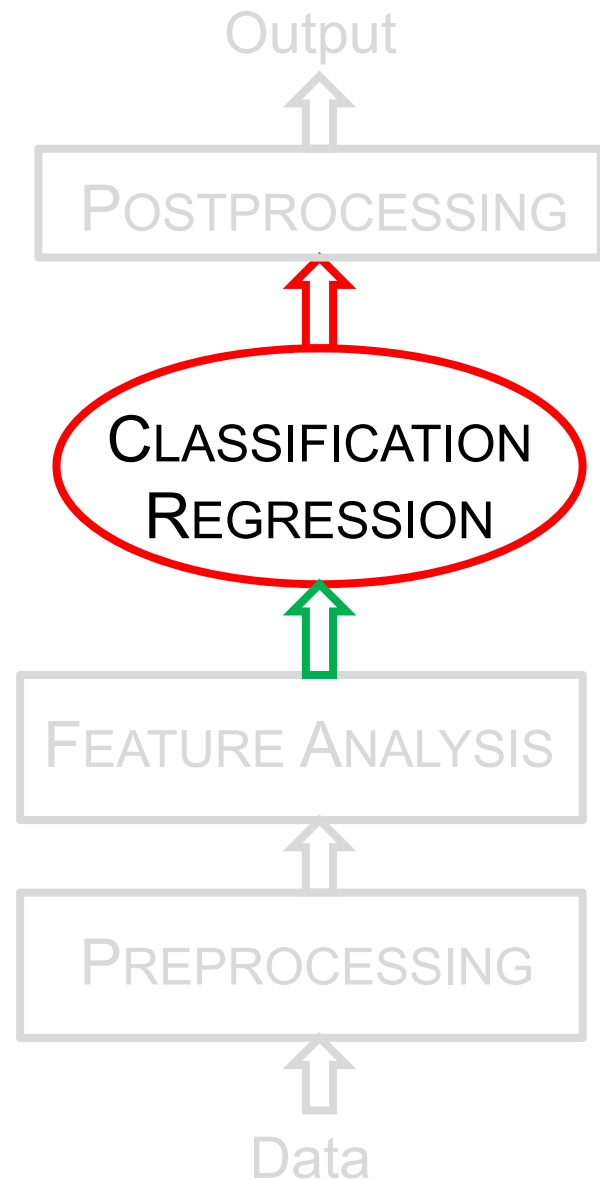 Output
POSTPROCESSING
CLASSIFICATION
REGRESSION
FEATURE ANALYSIS
PREPROCESSING
Data